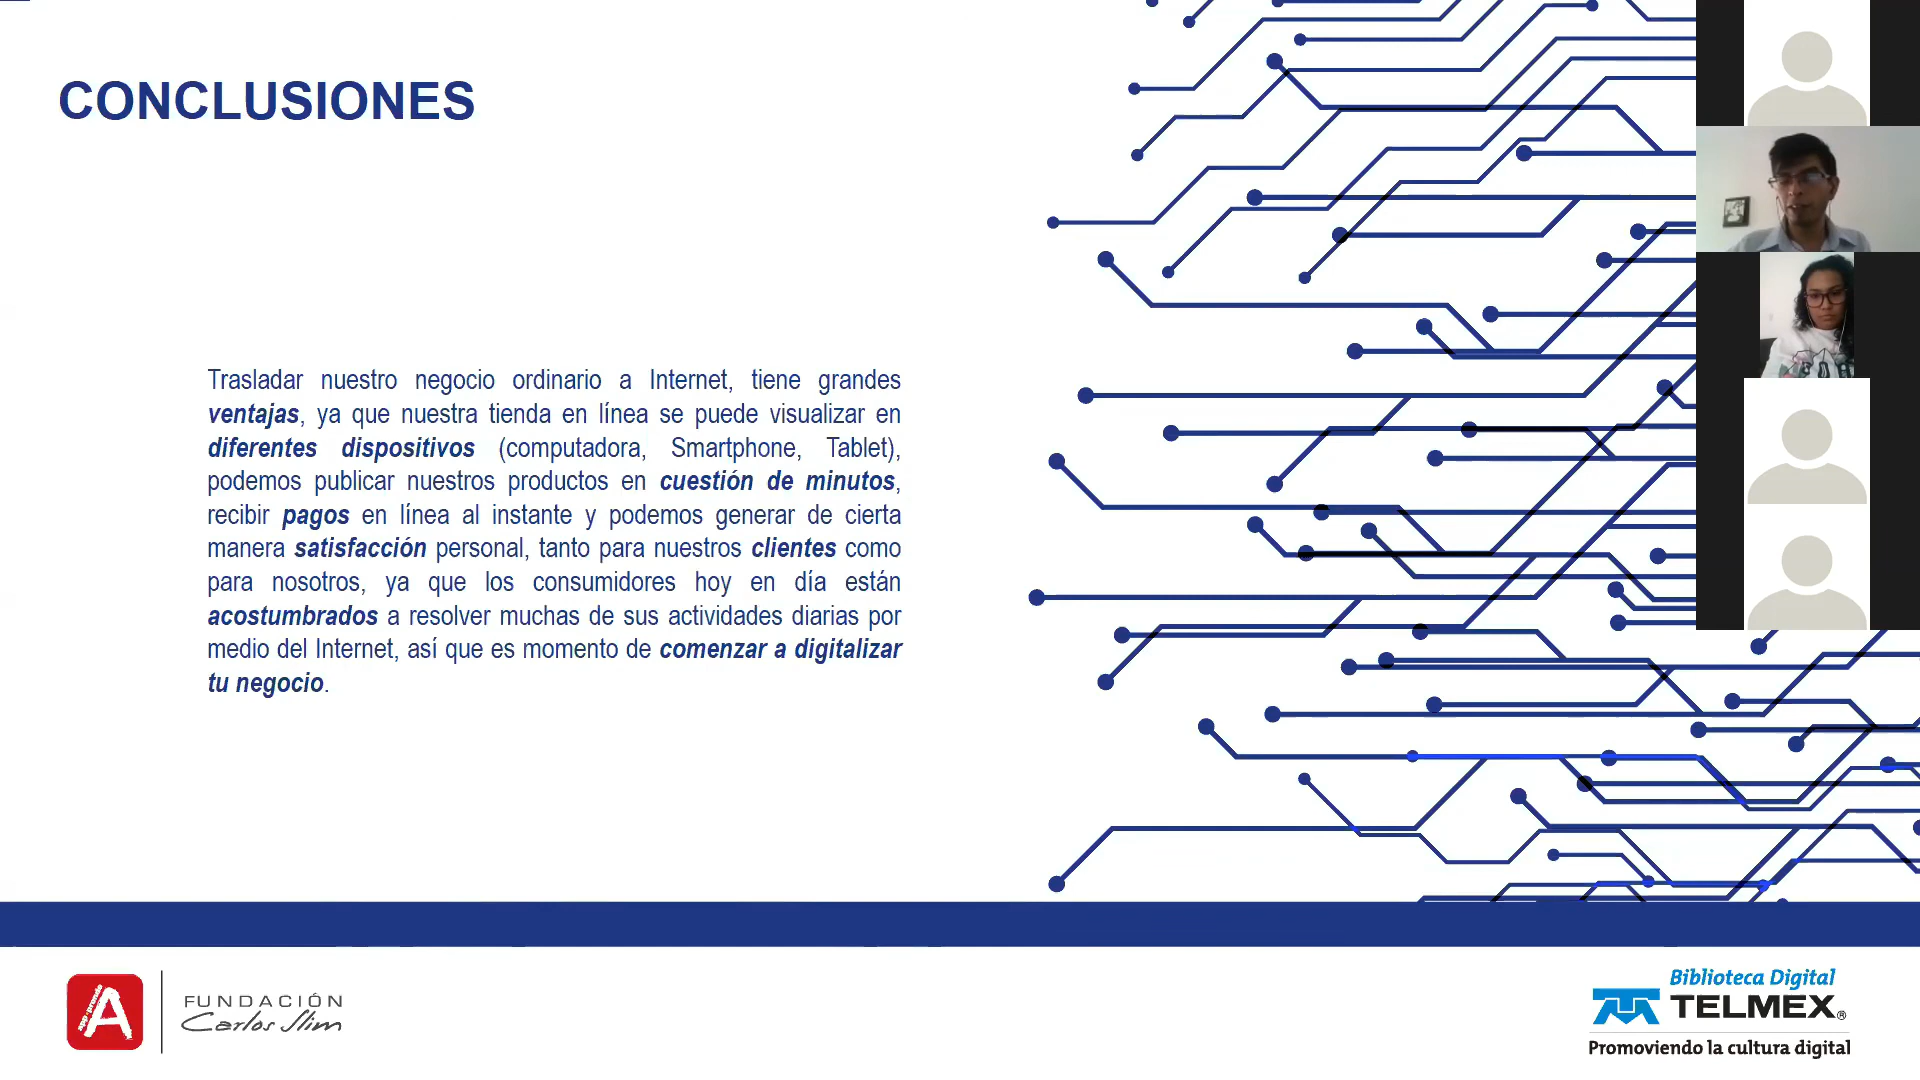 CONCLUSIONES
Trasladar nuestro negocio ordinario a Internet, tiene grandes
ventajas, ya que nuestra tienda en línea se puede visualizar en
diferentes dispositivos (computadora, Smartphone, Tablet),
podemos publicar nuestros productos en cuestión de minutos,
recibir pagos en línea al instante y podemos generar de cierta
manera satisfacción personal, tanto para nuestros clientes como
para nosotros, ya que los consumidores hoy en día están
acostumbrados a resolver muchas de sus actividades diarias por
medio del Internet, así que es momento de comenzar a digitalizar
tu negocio.
app·prende
A
FUNDACIÓN
Carlos Slim
Biblioteca Digital
TELMEX®
Promoviendo la cultura digital